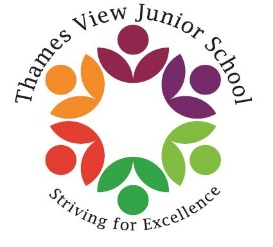 Thames View Junior School
Striving for Excellence